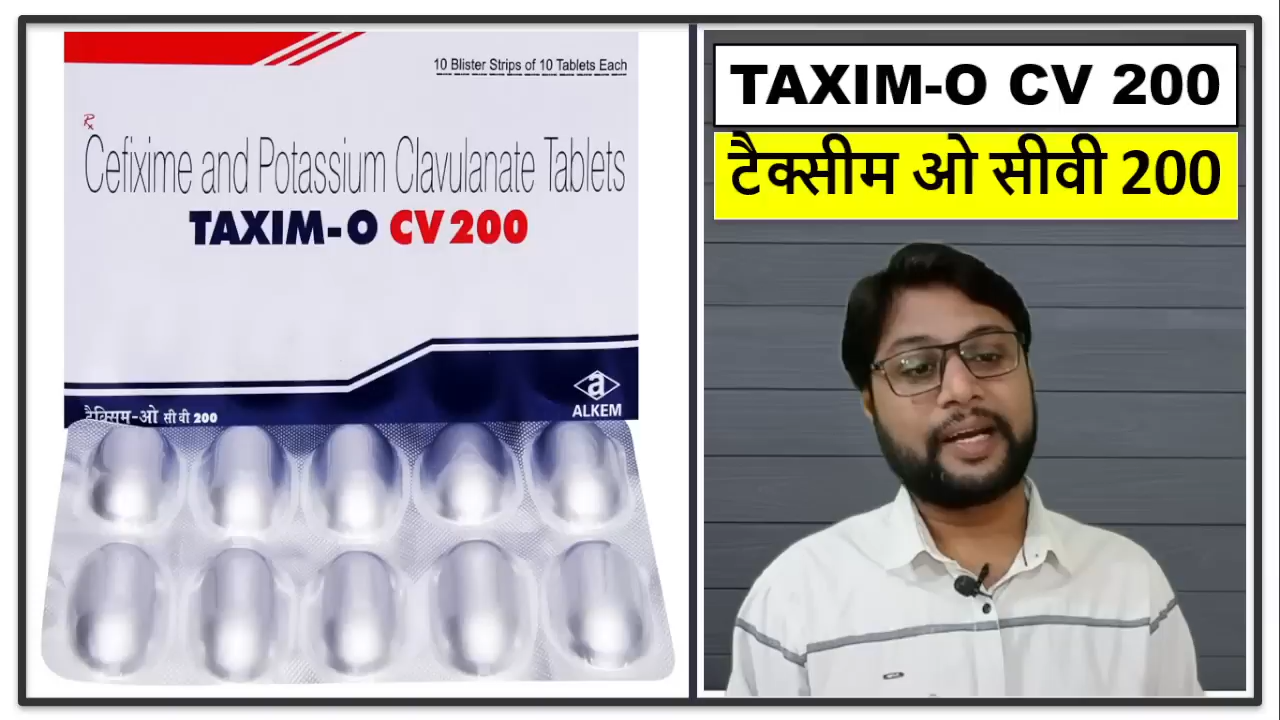 10 Blister Strips of 10 Tablets Each
Rx
Cefixime and Potassium Clavulanate Tablets
TAXIM-O CV 200
टैक्सिम-ओ सी वी 200
a
ALKEM
TAXIM-O CV 200
टैक्सीम ओ सीवी 200